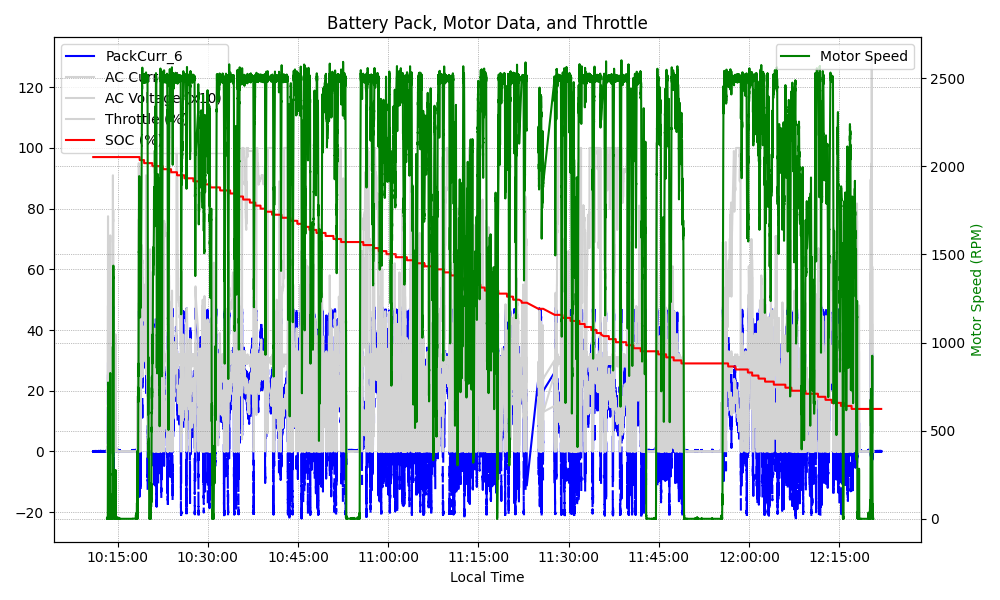 Battery Pack, Motor Data, and Throttle
PackCurr_6
AC Curr
AC Voltage (x10)
Throttle (%)
SOC (%)
Motor Speed
120
100
80
60
40
20
0
−20
2500
2000
1500
1000
500
0
Motor Speed (RPM)
10:15:00 10:30:00 10:45:00 11:00:00 11:15:00 11:30:00 11:45:00 12:00:00 12:15:00
Local Time